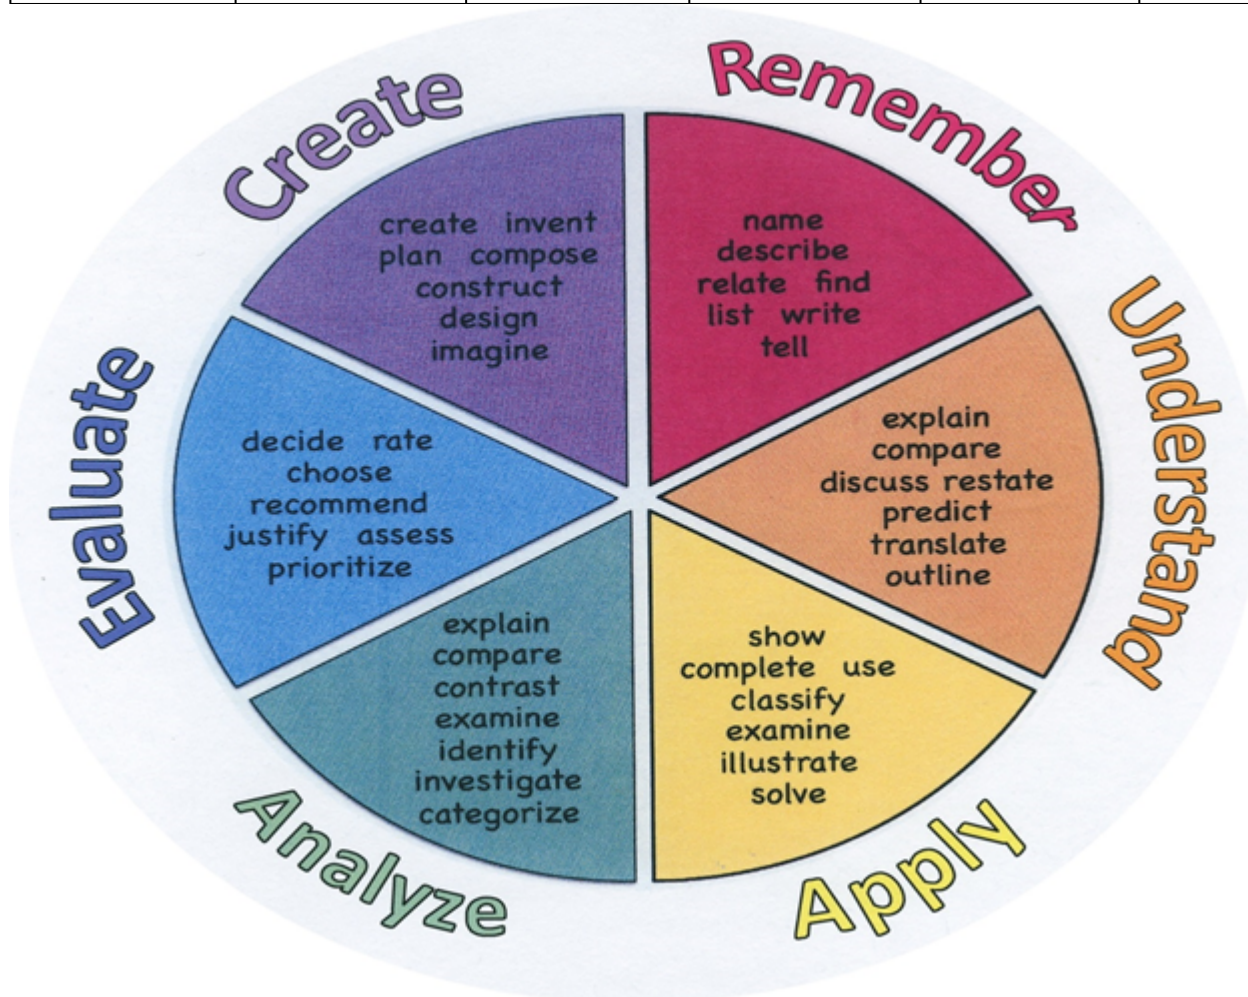 Remember
name
describe
relate find
list write
tell
Understand
explain
compare
discuss restate
predict
translate
outline
Apply
show
complete use
classify
examine
illustrate
solve
Analyze
explain
compare
contrast
examine
identify
investigate
categorize
Evaluate
decide rate
choose
recommend
justify assess
prioritize
Create
create invent
plan compose
construct
design
imagine